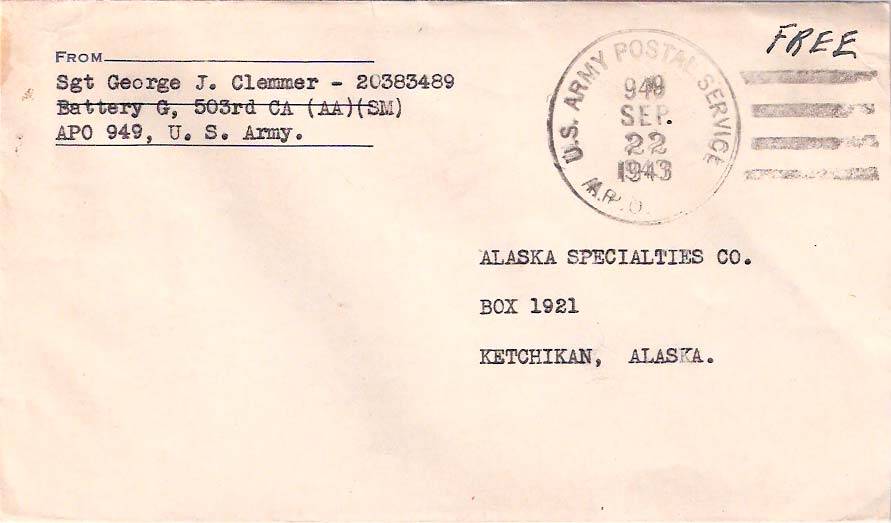 FROM
Sgt George J. Clemmer - 20383489
Battery G, 503rd CA (AA)(SM)
APO 949, U. S. Army.
U.S. ARMY POSTAL SERVICE
949
SEP.
22
1943
A.P.O.
FREE
ALASKA SPECIALTIES CO.
BOX 1921
KETCHIKAN, ALASKA.